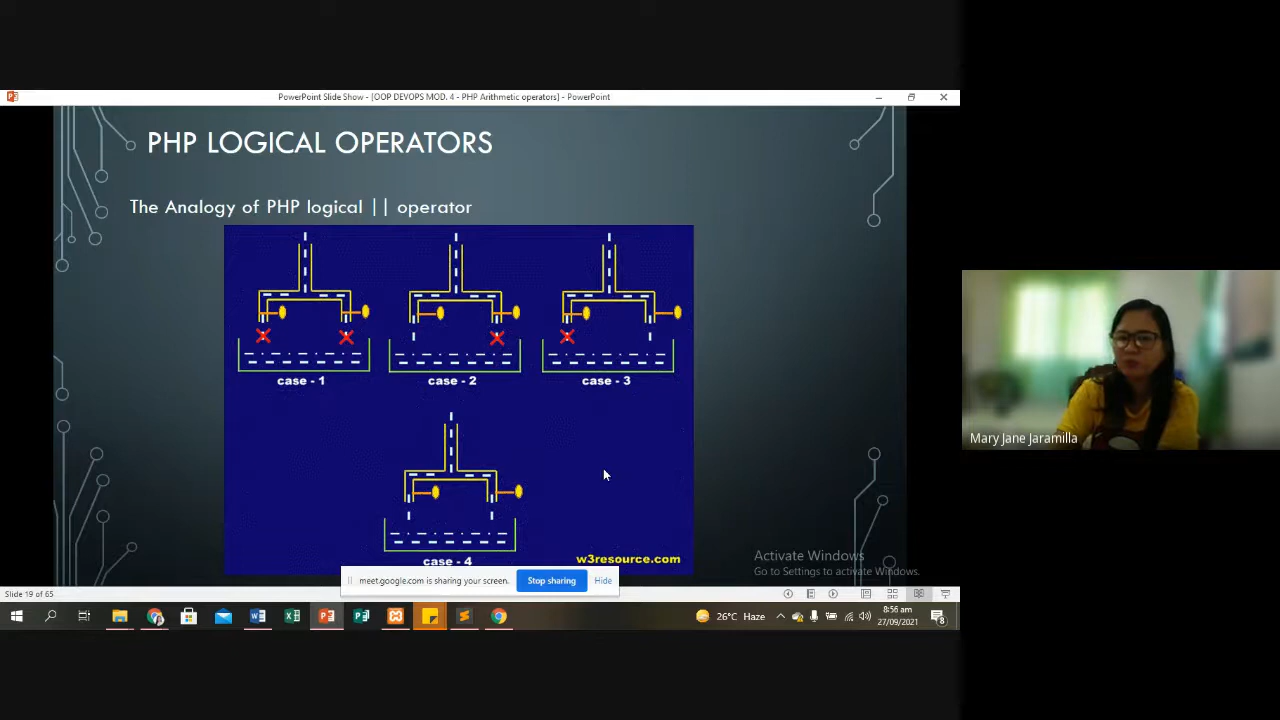 PowerPoint Slide Show - [OOP DEVOPS MOD. 4 - PHP Arithmetic operators] - PowerPoint
PHP LOGICAL OPERATORS
The Analogy of PHP logical || operator
case - 1
case - 2
case - 3
case - 4
w3resource.com
Mary Jane Jaramilla
Activate Windows
Go to Settings to activate Windows.
meet.google.com is sharing your screen.
Stop sharing
Hide
Slide 19 of 65
26°C Haze
8:56 am
27/09/2021
8